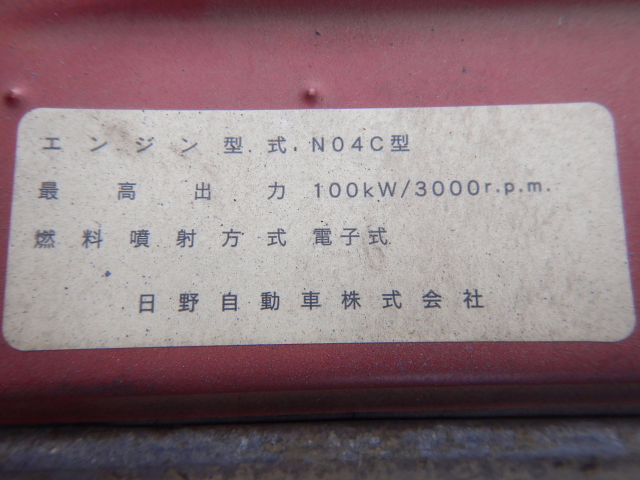 エンジン型式 N04C型
最高出力 100kW/3000r.p.m.
燃料噴射方式 電子式
日野自動車株式会社